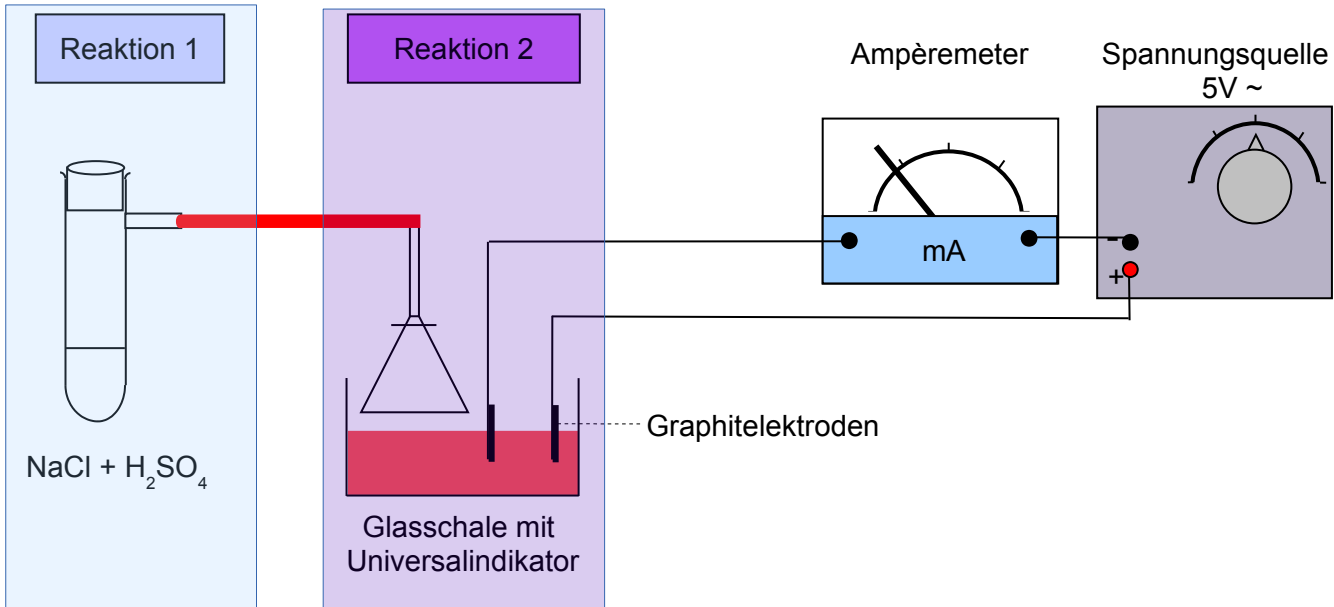 Reaktion 1
Reaktion 2
Ampèremeter
Spannungsquelle
5V ~
mA
-
+
Graphitelektroden
NaCl + H₂SO₄
Glasschale mit
Universalindikator